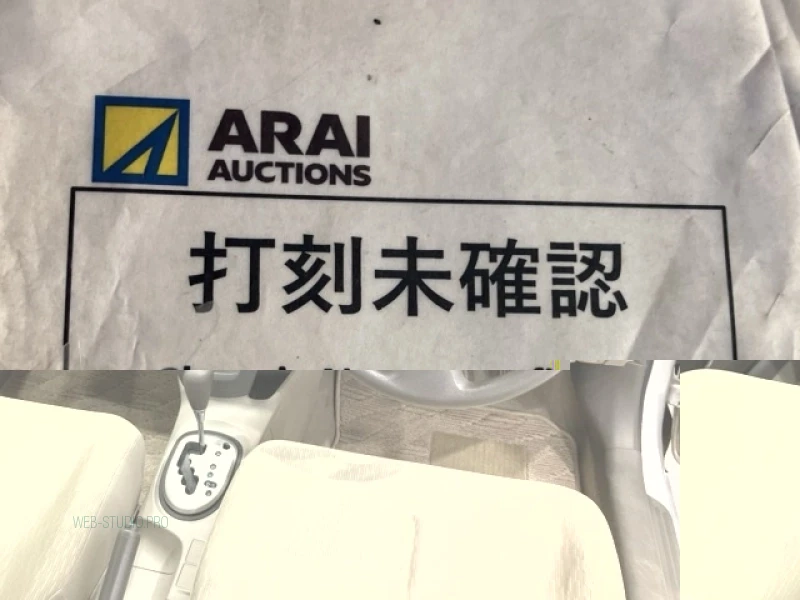 ARAI
AUCTIONS
打刻未確認
WEB-STUDIO.PRO